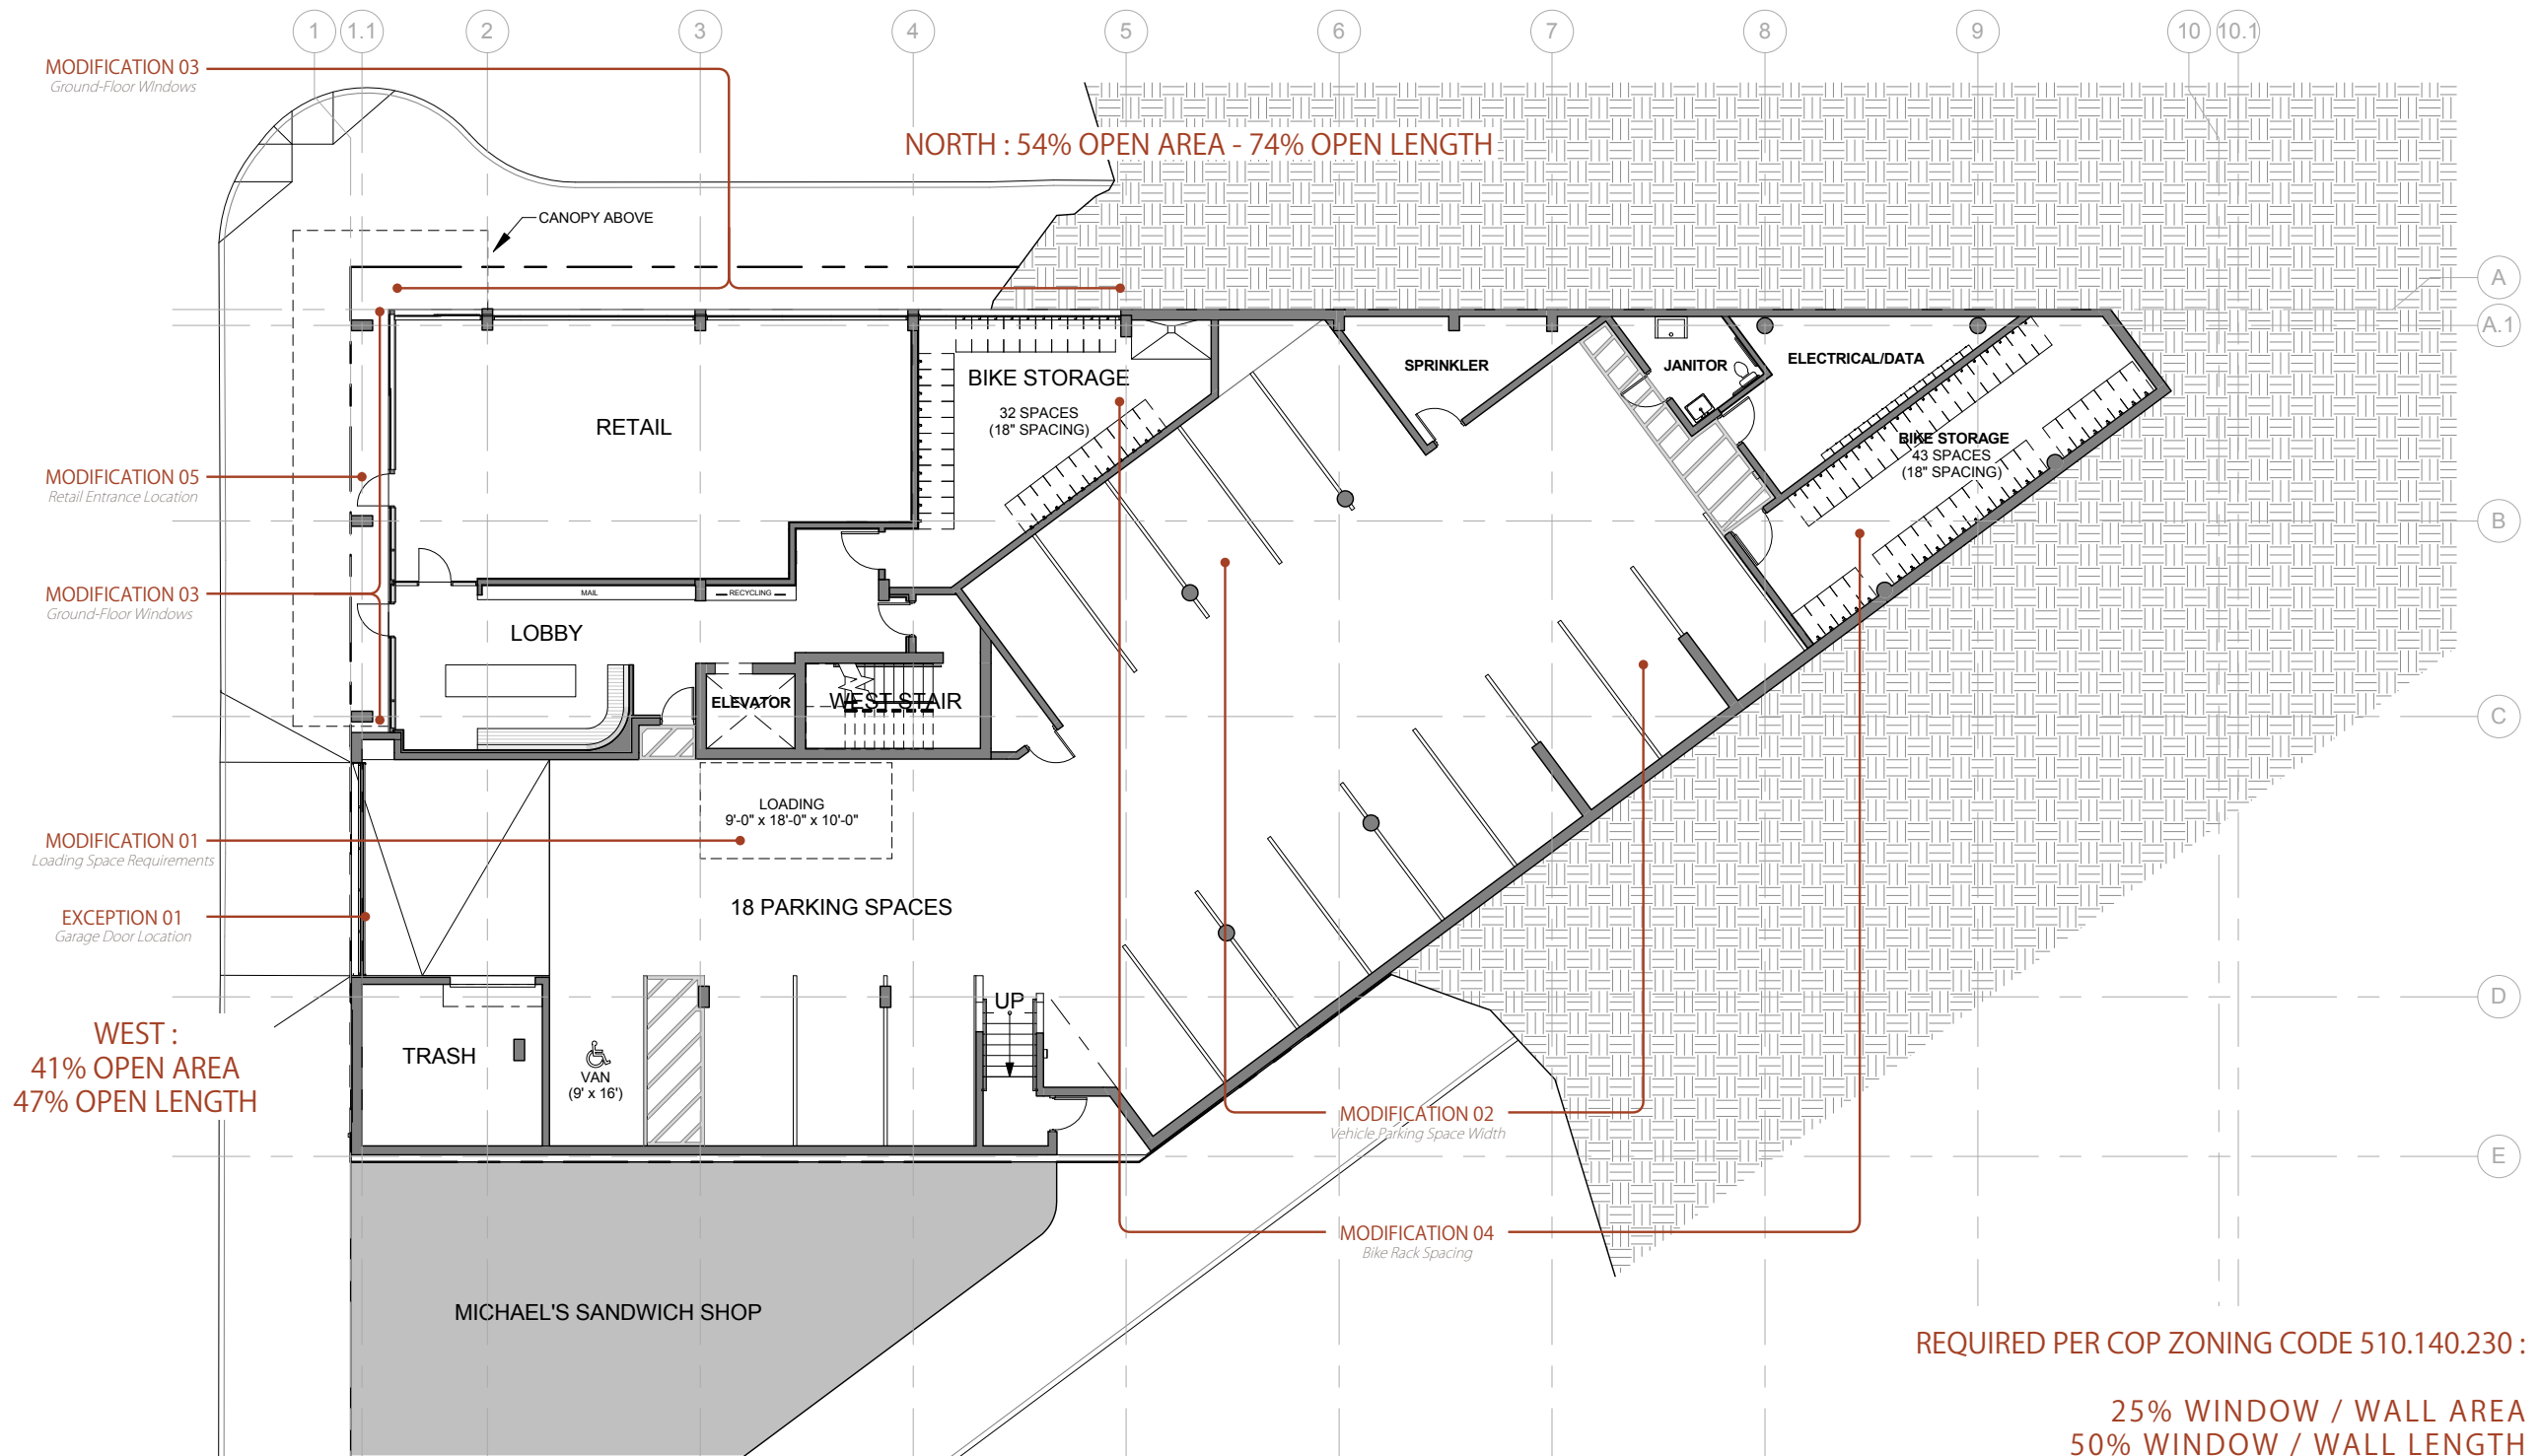 1 1.1 2 3 4 5 6 7 8 9 10 10.1
MODIFICATION 03
Ground-Floor Windows
NORTH : 54% OPEN AREA - 74% OPEN LENGTH
CANOPY ABOVE
A
A.1
SPRINKLER
JANITOR
ELECTRICAL/DATA
BIKE STORAGE
32 SPACES
(18" SPACING)
RETAIL
BIKE STORAGE
43 SPACES
(18" SPACING)
MODIFICATION 05
Retail Entrance Location
B
MODIFICATION 03
Ground-Floor Windows
MAIL
RECYCLING
LOBBY
ELEVATOR
WEST STAIR
C
LOADING
9'-0" x 18'-0" x 10'-0"
MODIFICATION 01
Loading Space Requirements
18 PARKING SPACES
EXCEPTION 01
Garage Door Location
UP
D
WEST :
41% OPEN AREA
47% OPEN LENGTH
TRASH
VAN
(9' x 16')
MODIFICATION 02
Vehicle Parking Space Width
E
MODIFICATION 04
Bike Rack Spacing
MICHAEL'S SANDWICH SHOP
REQUIRED PER COP ZONING CODE 510.140.230 :
25% WINDOW / WALL AREA
50% WINDOW / WALL LENGTH